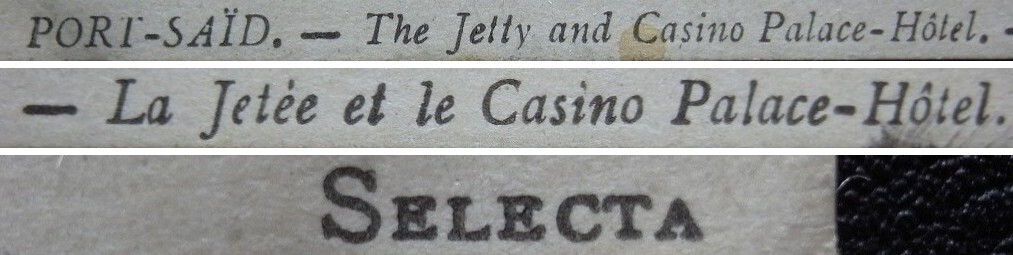 PORT-SAÏD. — The Jetty and Casino Palace-Hôtel. -
— La Jetée et le Casino Palace-Hôtel.
SELECTA